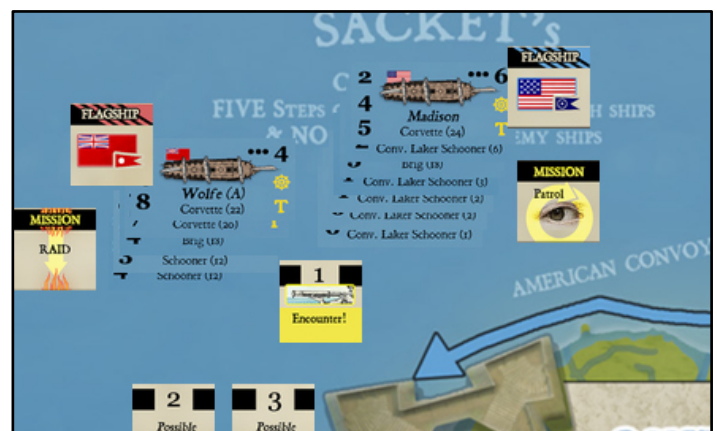 SACKET's
FLAGSHIP
2
6
4
Madison
5
Corvette (24)
T
Conv. Laker Schooner (6)
Brig (18)
Conv. Laker Schooner (3)
Conv. Laker Schooner (2)
Conv. Laker Schooner (2)
Conv. Laker Schooner (1)
FIVE STEPS
SHIPS
& NO
EMY SHIPS
FLAGSHIP
4
Wolfe (A)
8
Corvette (22)
T
Corvette (20)
Brig (18)
Schooner (12)
Schooner (12)
MISSION
RAID
MISSION
Patrol
1
Encounter!
AMERICAN CONVOY
2
Possible
3
Possible